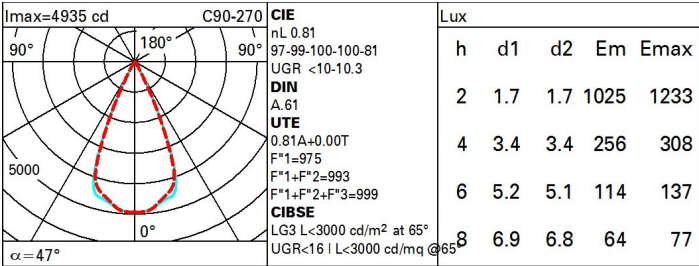 Imax=4935 cd C90-270
90° 180° 90°
5000
0°
α=47°
CIE
nL 0.81
97-99-100-100-81
UGR <10-10.3
DIN
A.61
UTE
0.81A+0.00T
F"1=975
F"1+F"2=993
F"1+F"2+F"3=999
CIBSE
LG3 L<3000 cd/m² at 65°
UGR<16 | L<3000 cd/mq @65°
Lux
h d1 d2 Em Emax
2 1.7 1.7 1025 1233
4 3.4 3.4 256 308
6 5.2 5.1 114 137
8 6.9 6.8 64 77